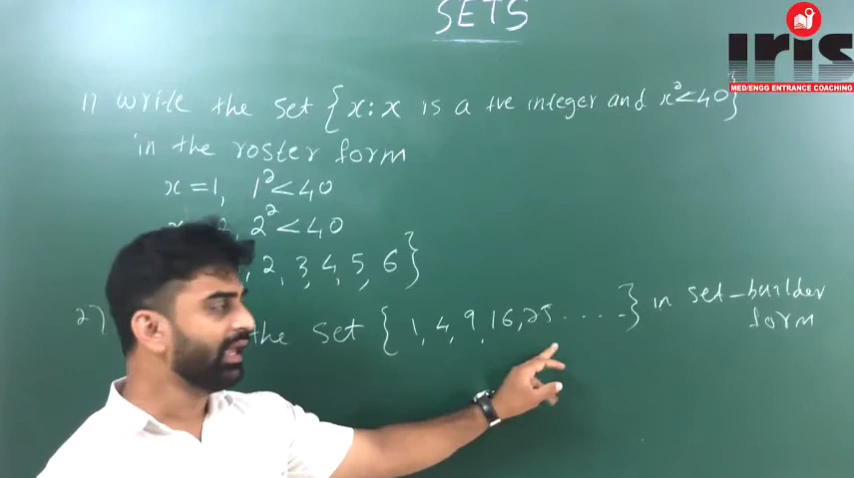 SETS
iris
MED/ENGG ENTRANCE COACHING
1) write the set {x:x is a +ve integer and x²<40}
in the roster form
x=1, 1²<40
2²<40
, 2, 3, 4, 5, 6}
2) the set {1, 4, 9, 16, 25 .....} in set-builder
form